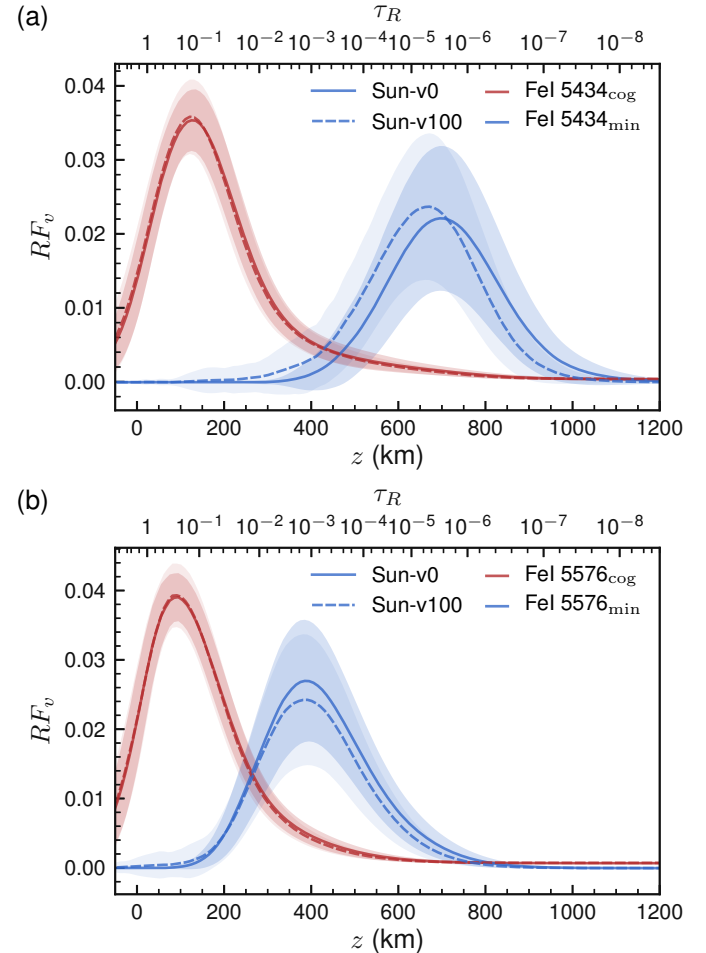 (a)
τ_R
1 10⁻¹ 10⁻² 10⁻³ 10⁻⁴ 10⁻⁵ 10⁻⁶ 10⁻⁷ 10⁻⁸
Sun-v0 FeI 5434cog
Sun-v100 FeI 5434min
0.04
0.03
0.02
0.01
0.00
RF_v
0 200 400 600 800 1000 1200
z (km)
(b)
τ_R
1 10⁻¹ 10⁻² 10⁻³ 10⁻⁴ 10⁻⁵ 10⁻⁶ 10⁻⁷ 10⁻⁸
Sun-v0 FeI 5576cog
Sun-v100 FeI 5576min
0.04
0.03
0.02
0.01
0.00
RF_v
0 200 400 600 800 1000 1200
z (km)